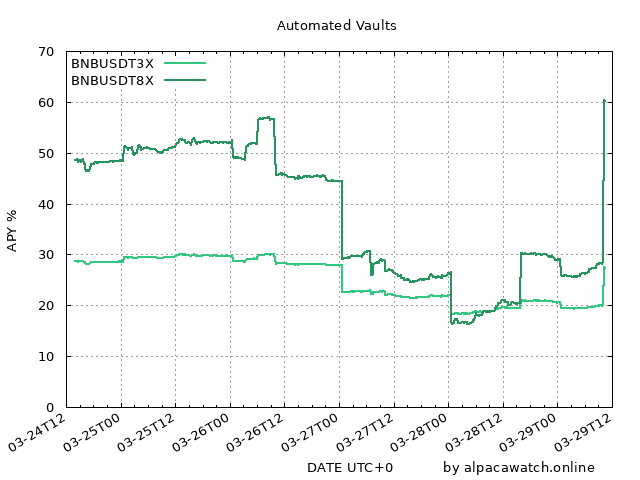 Automated Vaults
70
60
50
40
30
20
10
0
APY %
BNBUSDT3X
BNBUSDT8X
03-24T12
03-25T00
03-25T12
03-26T00
03-26T12
03-27T00
03-27T12
03-28T00
03-28T12
03-29T00
03-29T12
DATE UTC+0 by alpacawatch.online